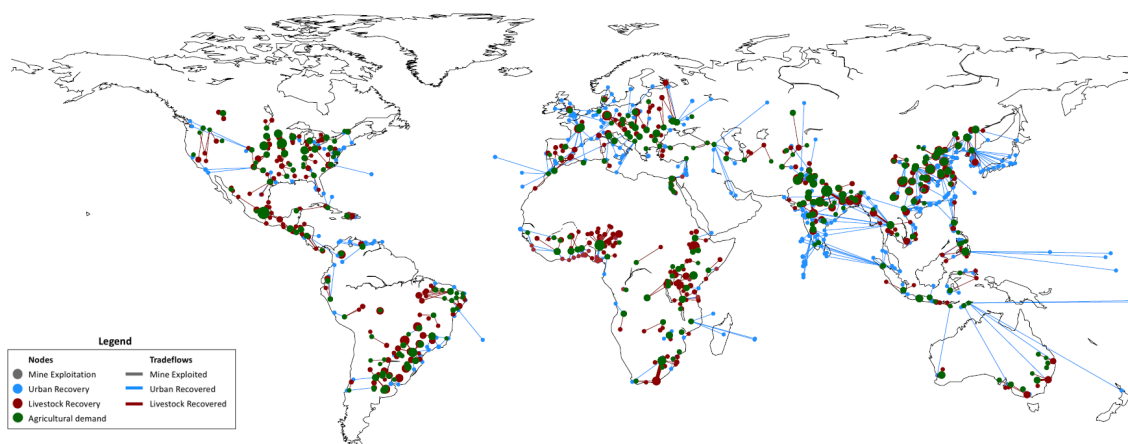 Legend
Nodes Tradeflows
Mine Exploitation Mine Exploited
Urban Recovery Urban Recovered
Livestock Recovery Livestock Recovered
Agricultural demand